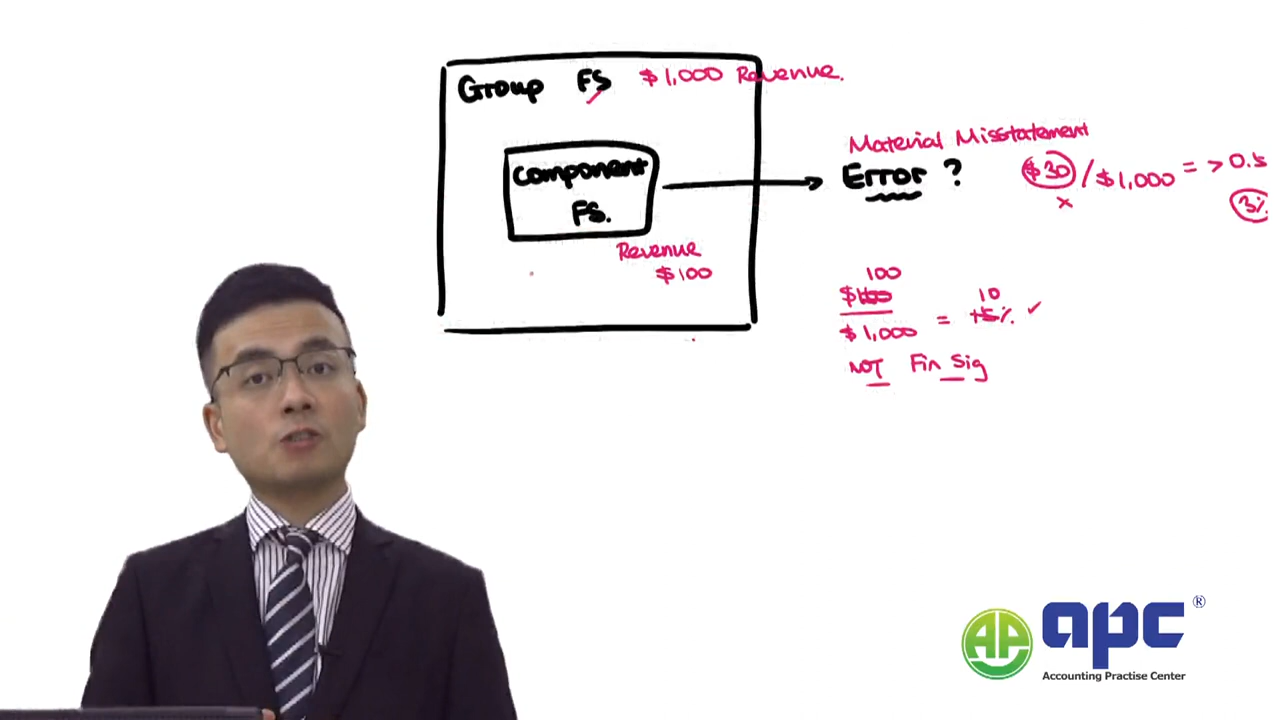 Group FS $1,000 Revenue.
Component
FS.
Revenue
$100
Material Misstatement
Error ?
$30 / $1,000 = > 0.5
x
3%
100
$100
$1,000
=
10
15%
NOT Fin Sig
apc®
Accounting Practise Center